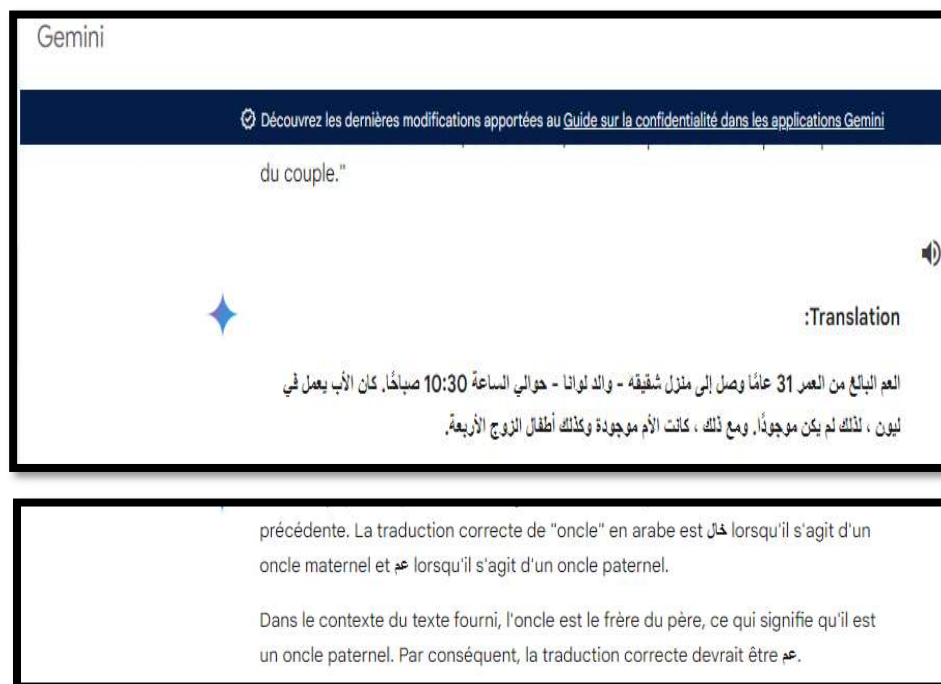 Gemini
Découvrez les dernières modifications apportées au Guide sur la confidentialité dans les applications Gemini
du couple."
Translation:
العم البالغ من العمر 31 عامًا وصل إلى منزل شقيقه - والد لوانا - حوالي الساعة 10:30 صباحًا. كان الأب يعمل في
ليون ، لذلك لم يكن موجودًا. ومع ذلك ، كانت الأم موجودة وكذلك أطفال الزوج الأربعة.
précédente. La traduction correcte de "oncle" en arabe est خال lorsqu'il s'agit d'un
oncle maternel et عم lorsqu'il s'agit d'un oncle paternel.
Dans le contexte du texte fourni, l'oncle est le frère du père, ce qui signifie qu'il est
un oncle paternel. Par conséquent, la traduction correcte devrait être عم.